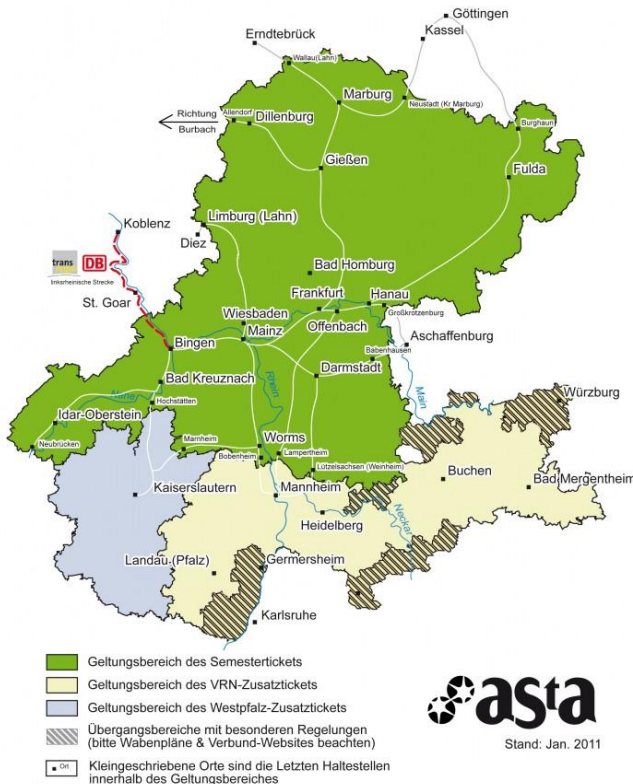 Göttingen
Kassel
Erndtebrück
Wallau(Lahn)
Marburg
Neustadt (Kr Marburg)
Richtung
Burbach
Allendorf
Dillenburg
Burghaun
Gießen
Fulda
Limburg (Lahn)
Koblenz
Diez
trans
DB
linksrheinische Strecke
Bad Homburg
St. Goar
Frankfurt
Hanau
Großkrotzenburg
Wiesbaden
Offenbach
Mainz
Aschaffenburg
Bingen
Babenhausen
Darmstadt
Bad Kreuznach
Rhein
Main
Nahe
Hochstätten
Würzburg
Idar-Oberstein
Neubrücken
Marnheim
Worms
Bobenheim
Lampertheim
Lützelsachsen (Weinheim)
Buchen
Bad Mergentheim
Kaiserslautern
Mannheim
Heidelberg
Neckar
Landau (Pfalz)
Germersheim
Karlsruhe
Geltungsbereich des Semestertickets
Geltungsbereich des VRN-Zusatztickets
Geltungsbereich des Westpfalz-Zusatztickets
Übergangsbereiche mit besonderen Regelungen
(bitte Wabenpläne & Verbund-Websites beachten)
Ort
Kleingeschriebene Orte sind die Letzten Haltestellen
innerhalb des Geltungsbereiches
asta
Stand: Jan. 2011